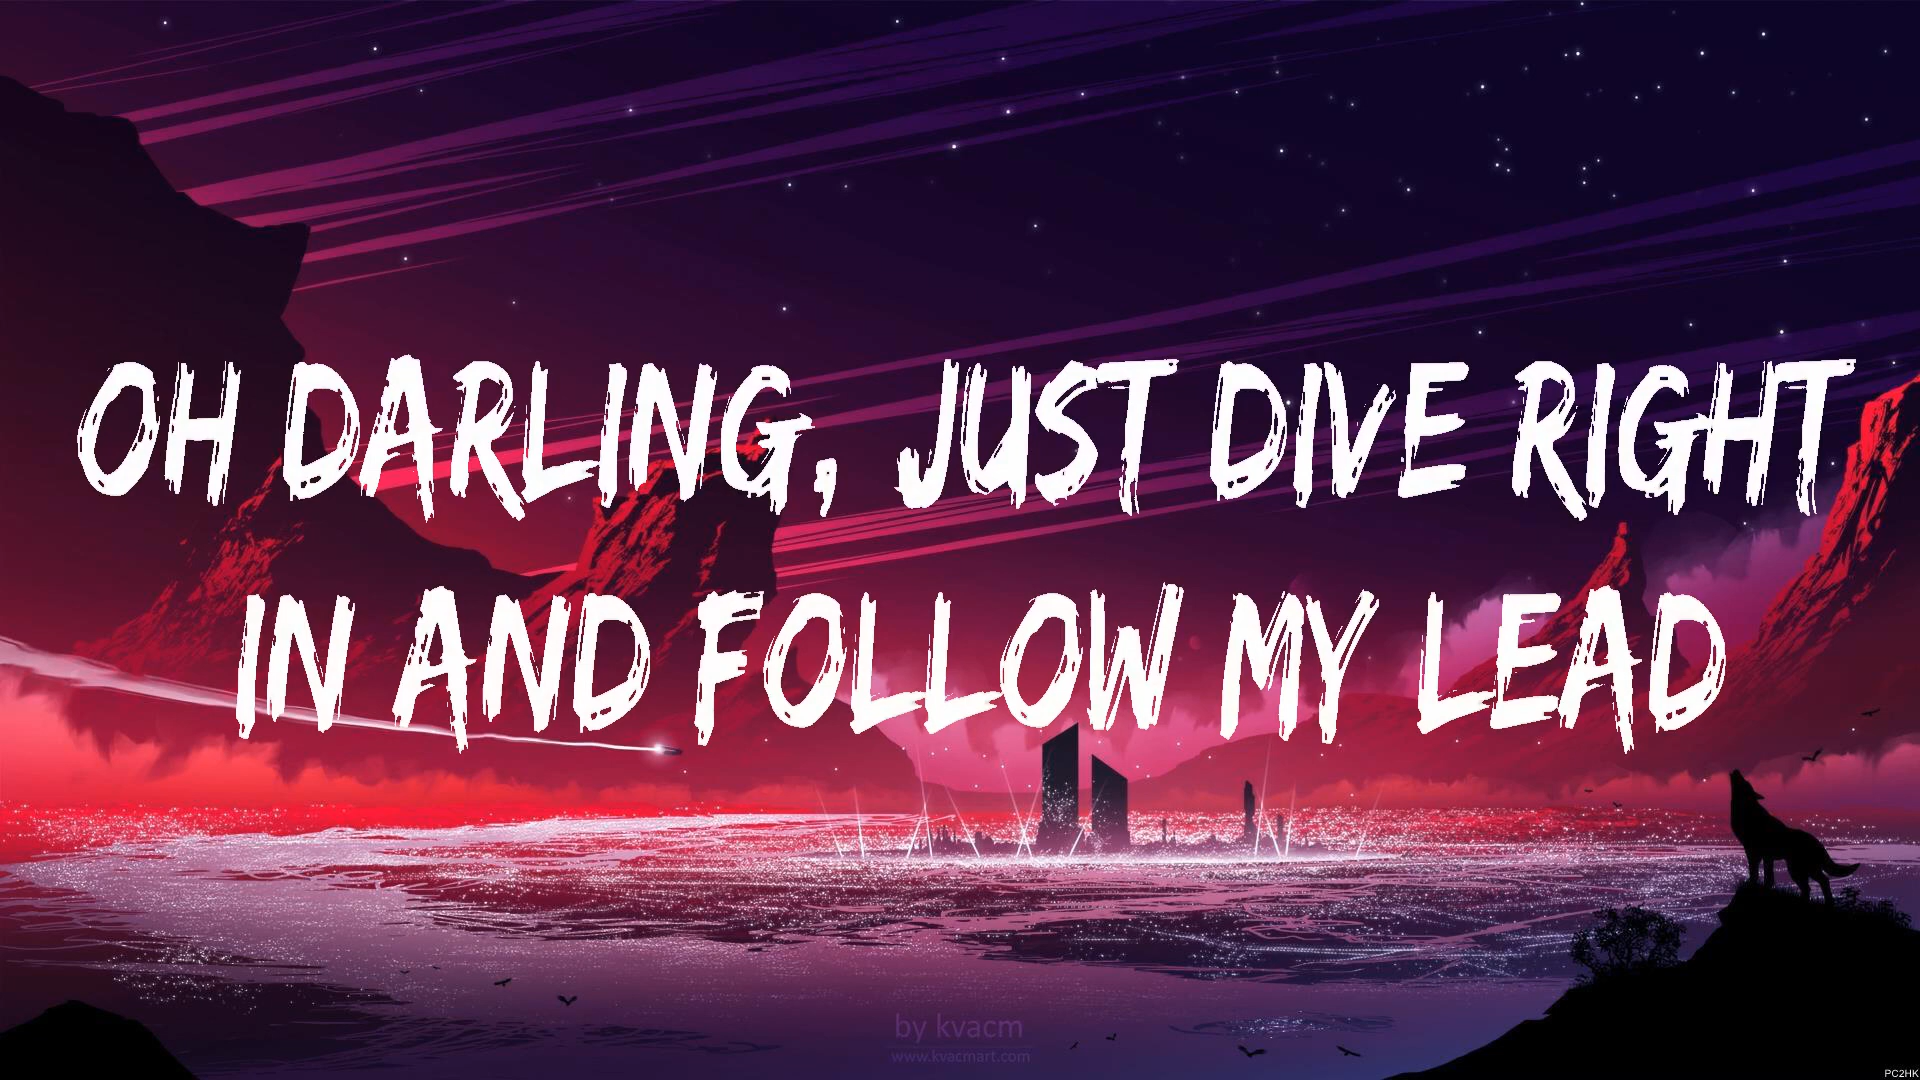 OH DARLING, JUST DIVE RIGHT
IN AND FOLLOW MY LEAD
by kvacm
www.kvacmart.com
PC2HK